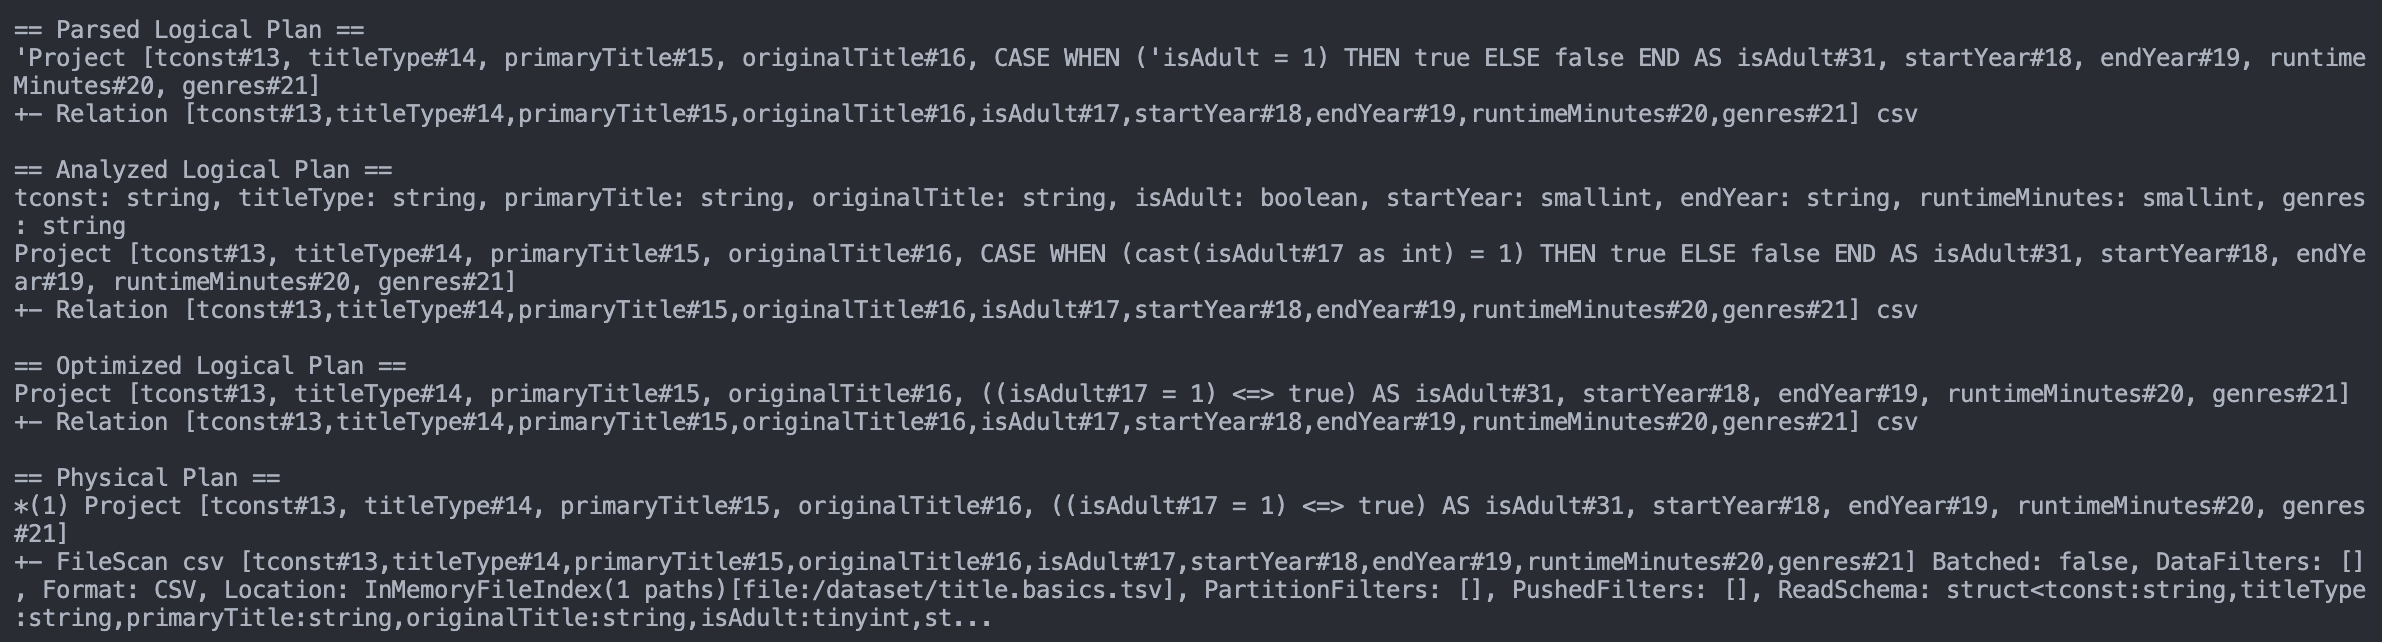 == Parsed Logical Plan ==
'Project [tconst#13, titleType#14, primaryTitle#15, originalTitle#16, CASE WHEN ('isAdult = 1) THEN true ELSE false END AS isAdult#31, startYear#18, endYear#19, runtime
Minutes#20, genres#21]
+- Relation [tconst#13,titleType#14,primaryTitle#15,originalTitle#16,isAdult#17,startYear#18,endYear#19,runtimeMinutes#20,genres#21] csv

== Analyzed Logical Plan ==
tconst: string, titleType: string, primaryTitle: string, originalTitle: string, isAdult: boolean, startYear: smallint, endYear: string, runtimeMinutes: smallint, genres
: string
Project [tconst#13, titleType#14, primaryTitle#15, originalTitle#16, CASE WHEN (cast(isAdult#17 as int) = 1) THEN true ELSE false END AS isAdult#31, startYear#18, endYe
ar#19, runtimeMinutes#20, genres#21]
+- Relation [tconst#13,titleType#14,primaryTitle#15,originalTitle#16,isAdult#17,startYear#18,endYear#19,runtimeMinutes#20,genres#21] csv

== Optimized Logical Plan ==
Project [tconst#13, titleType#14, primaryTitle#15, originalTitle#16, ((isAdult#17 = 1) <=> true) AS isAdult#31, startYear#18, endYear#19, runtimeMinutes#20, genres#21]
+- Relation [tconst#13,titleType#14,primaryTitle#15,originalTitle#16,isAdult#17,startYear#18,endYear#19,runtimeMinutes#20,genres#21] csv

== Physical Plan ==
*(1) Project [tconst#13, titleType#14, primaryTitle#15, originalTitle#16, ((isAdult#17 = 1) <=> true) AS isAdult#31, startYear#18, endYear#19, runtimeMinutes#20, genres
#21]
+- FileScan csv [tconst#13,titleType#14,primaryTitle#15,originalTitle#16,isAdult#17,startYear#18,endYear#19,runtimeMinutes#20,genres#21] Batched: false, DataFilters: []
, Format: CSV, Location: InMemoryFileIndex(1 paths)[file:/dataset/title.basics.tsv], PartitionFilters: [], PushedFilters: [], ReadSchema: struct<tconst:string,titleType
:string,primaryTitle:string,originalTitle:string,isAdult:tinyint,st...